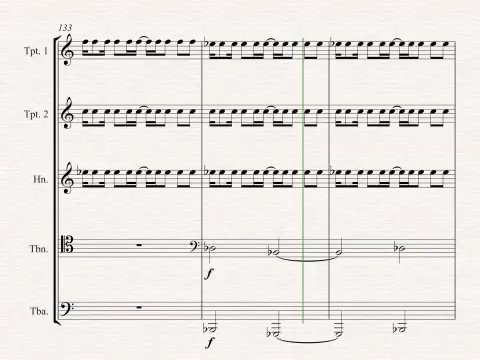 133
Tpt. 1
Tpt. 2
Hn.
Tbn.
f
Tba.
f